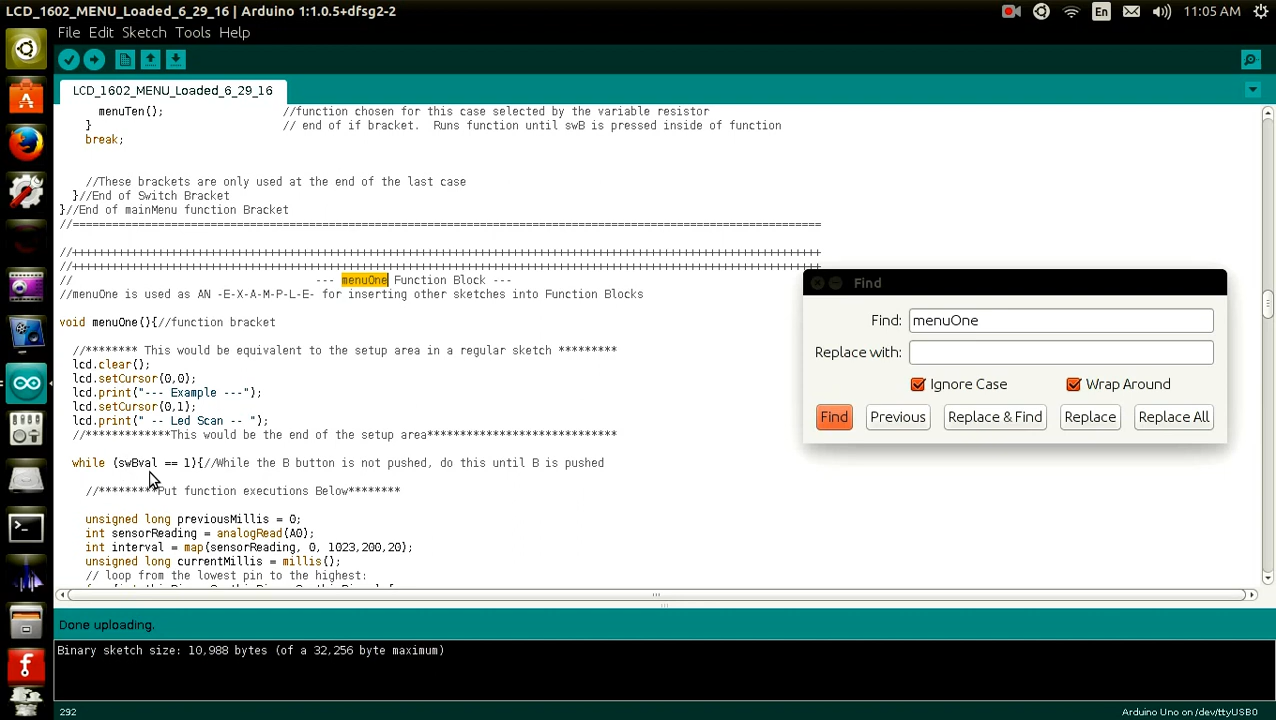 LCD_1602_MENU_Loaded_6_29_16 | Arduino 1:1.0.5+dfsg2-2
En
11:05 AM
File Edit Sketch Tools Help
LCD_1602_MENU_Loaded_6_29_16
menuTen(); //function chosen for this case selected by the variable resistor
} // end of if bracket. Runs function until swB is pressed inside of function
break;
//These brackets are only used at the end of the last case
}//End of Switch Bracket
}//End of mainMenu function Bracket
//===================================================================================================================
//++++++++++++++++++++++++++++++++++++++++++++++++++++++++++++++++++++++++++++++++++++++++++++++++++++++++++++++++++
//++++++++++++++++++++++++++++++++++++++++++++++++++++++++++++++++++++++++++++++++++++++++++++++++++++++++++++++++++
// --- menuOne Function Block ---
//menuOne is used as AN -E-X-A-M-P-L-E- for inserting other sketches into Function Blocks
void menuOne(){//function bracket
//******** This would be equivalent to the setup area in a regular sketch *********
lcd.clear();
lcd.setCursor(0,0);
lcd.print("--- Example ---");
lcd.setCursor(0,1);
lcd.print(" -- Led Scan -- ");
//*************This would be the end of the setup area*****************************
while (swBval == 1){//While the B button is not pushed, do this until B is pushed
//*********Put function executions Below********
unsigned long previousMillis = 0;
int sensorReading = analogRead(A0);
int interval = map(sensorReading, 0, 1023,200,20);
unsigned long currentMillis = millis();
// loop from the lowest pin to the highest:
Find
Find: menuOne
Replace with:
Ignore Case Wrap Around
Find Previous Replace & Find Replace Replace All
Done uploading.
Binary sketch size: 10,988 bytes (of a 32,256 byte maximum)
292
Arduino Uno on /dev/ttyUSB0